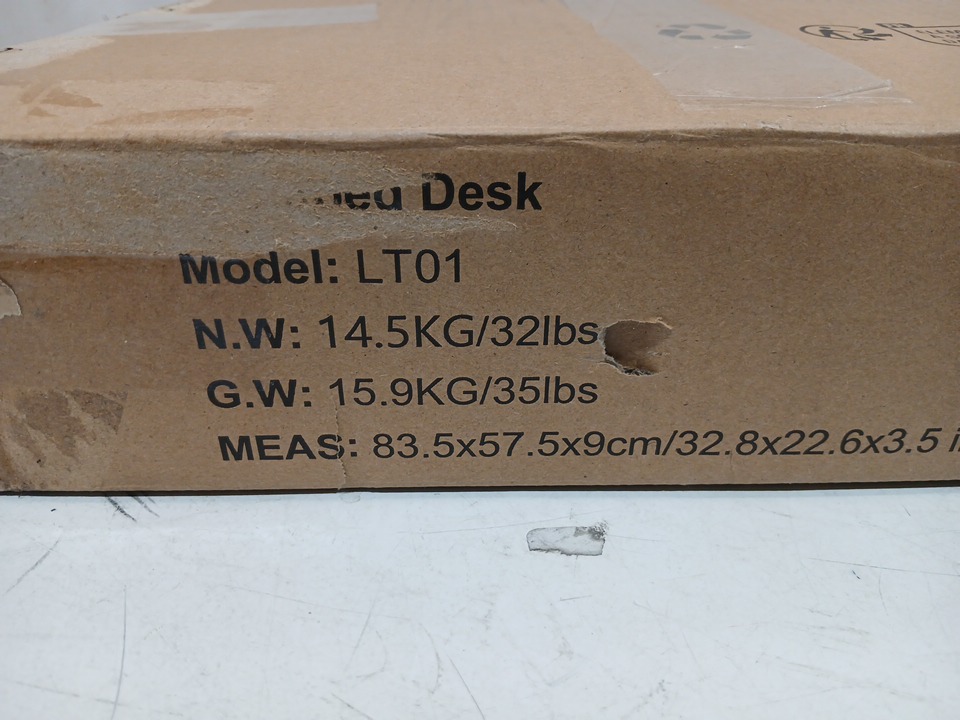 Desk
Model: LT01
N.W: 14.5KG/32lbs
G.W: 15.9KG/35lbs
MEAS: 83.5x57.5x9cm/32.8x22.6x3.5